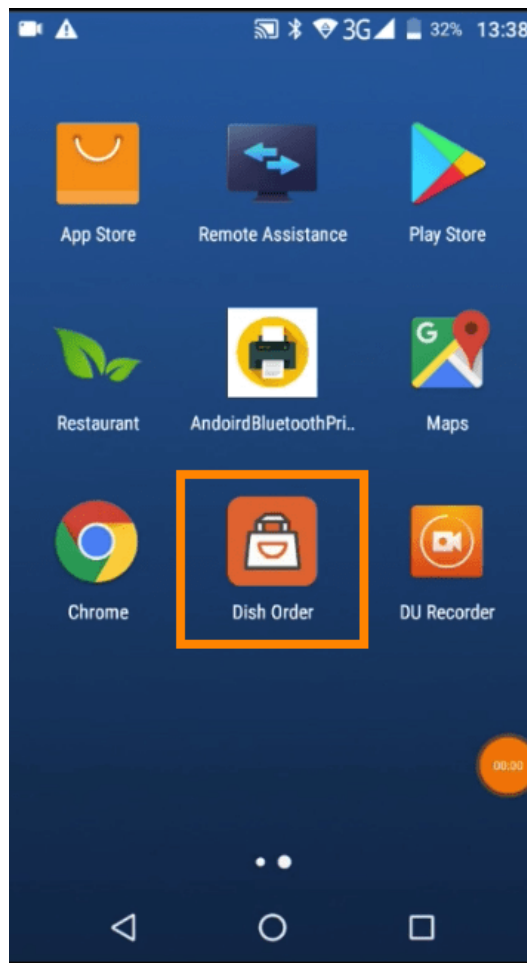 3G 32% 13:38
App Store Remote Assistance Play Store
G
Restaurant AndoirdBluetoothPri.. Maps
Chrome Dish Order DU Recorder
00:00